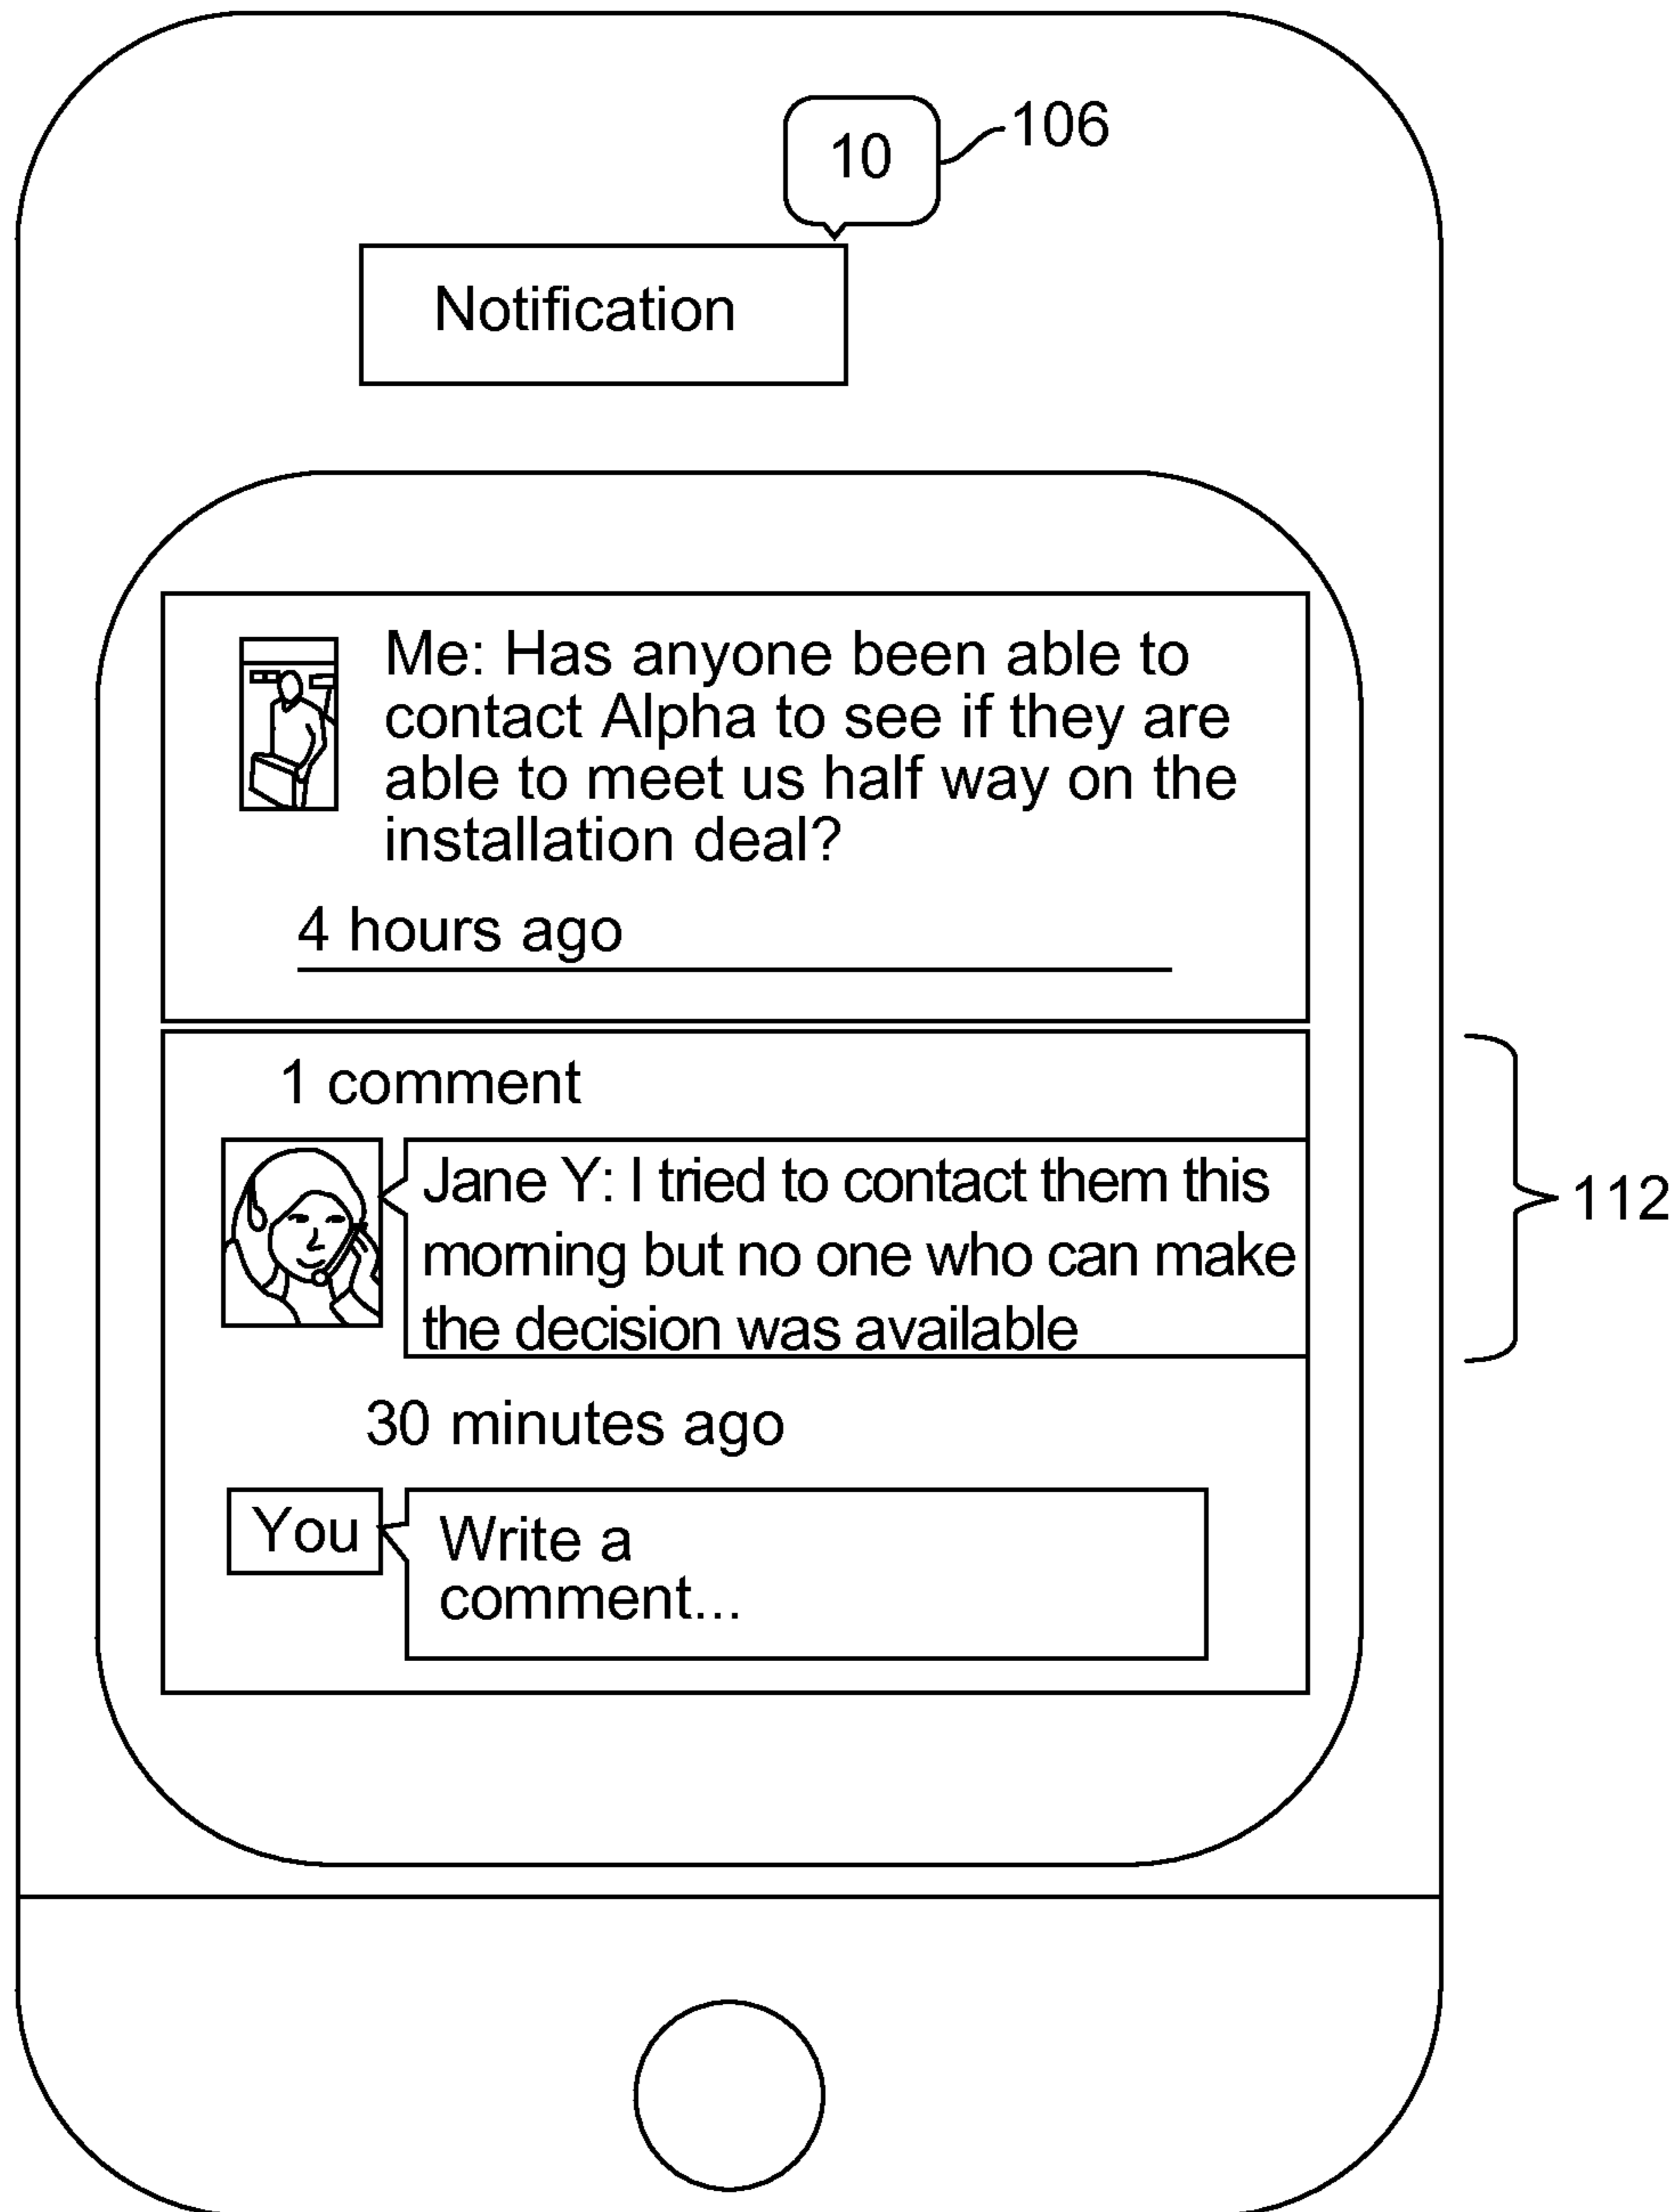 10
106
Notification
Me: Has anyone been able to
contact Alpha to see if they are
able to meet us half way on the
installation deal?
4 hours ago
1 comment
Jane Y: I tried to contact them this
morning but no one who can make
the decision was available
112
30 minutes ago
You
Write a
comment...